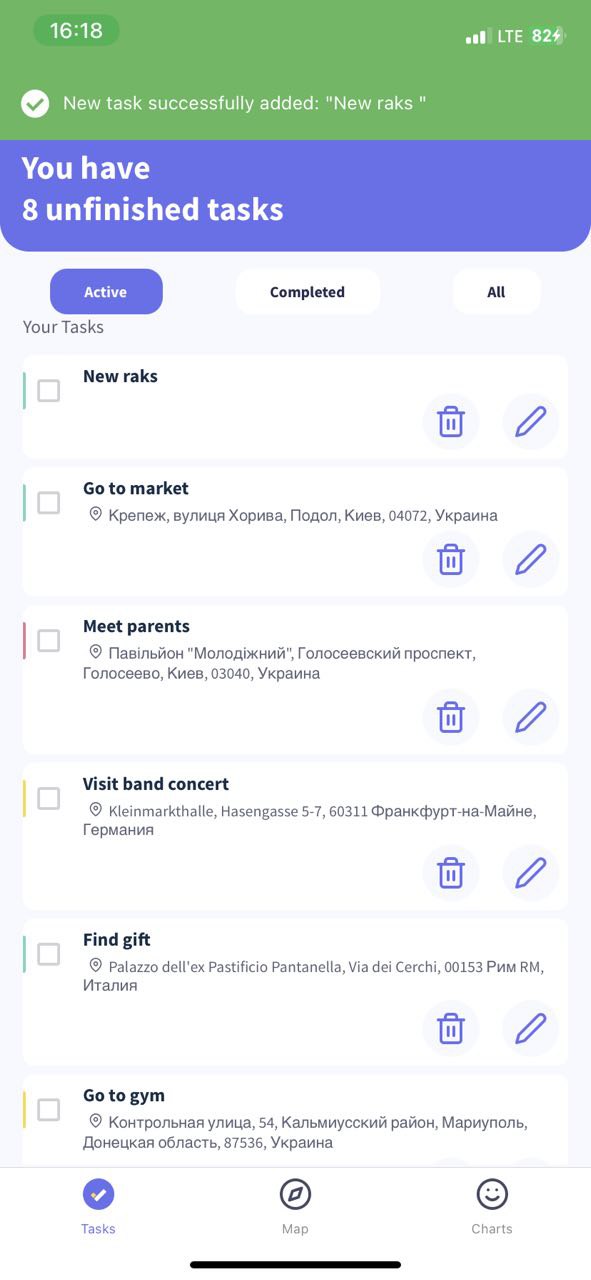 16:18
LTE 82
New task successfully added: "New raks "
You have
8 unfinished tasks
Active Completed All
Your Tasks
New raks
Go to market
Крепеж, вулиця Хорива, Подол, Киев, 04072, Украина
Meet parents
Павільйон "Молодіжний", Голосеевский проспект,
Голосеево, Киев, 03040, Украина
Visit band concert
Kleinmarkthalle, Hasengasse 5-7, 60311 Франкфурт-на-Майне,
Германия
Find gift
Palazzo dell'ex Pastificio Pantanella, Via dei Cerchi, 00153 Рим RM,
Италия
Go to gym
Контрольная улица, 54, Кальмиусский район, Мариуполь,
Донецкая область, 87536, Украина
Tasks Map Charts